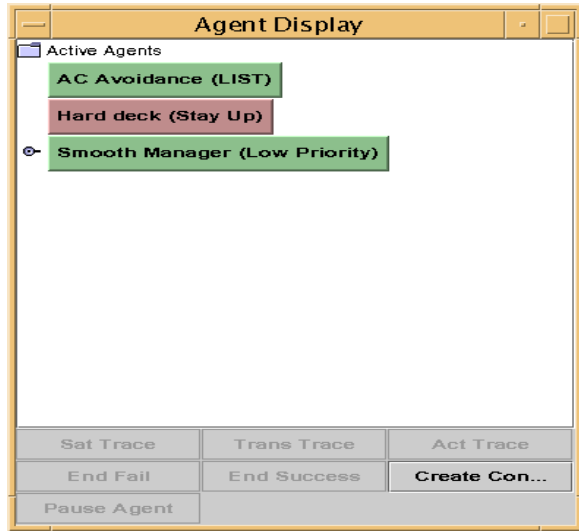 Agent Display
Active Agents
AC Avoidance (LIST)
Hard deck (Stay Up)
Smooth Manager (Low Priority)
Sat Trace Trans Trace Act Trace
End Fail End Success Create Con...
Pause Agent